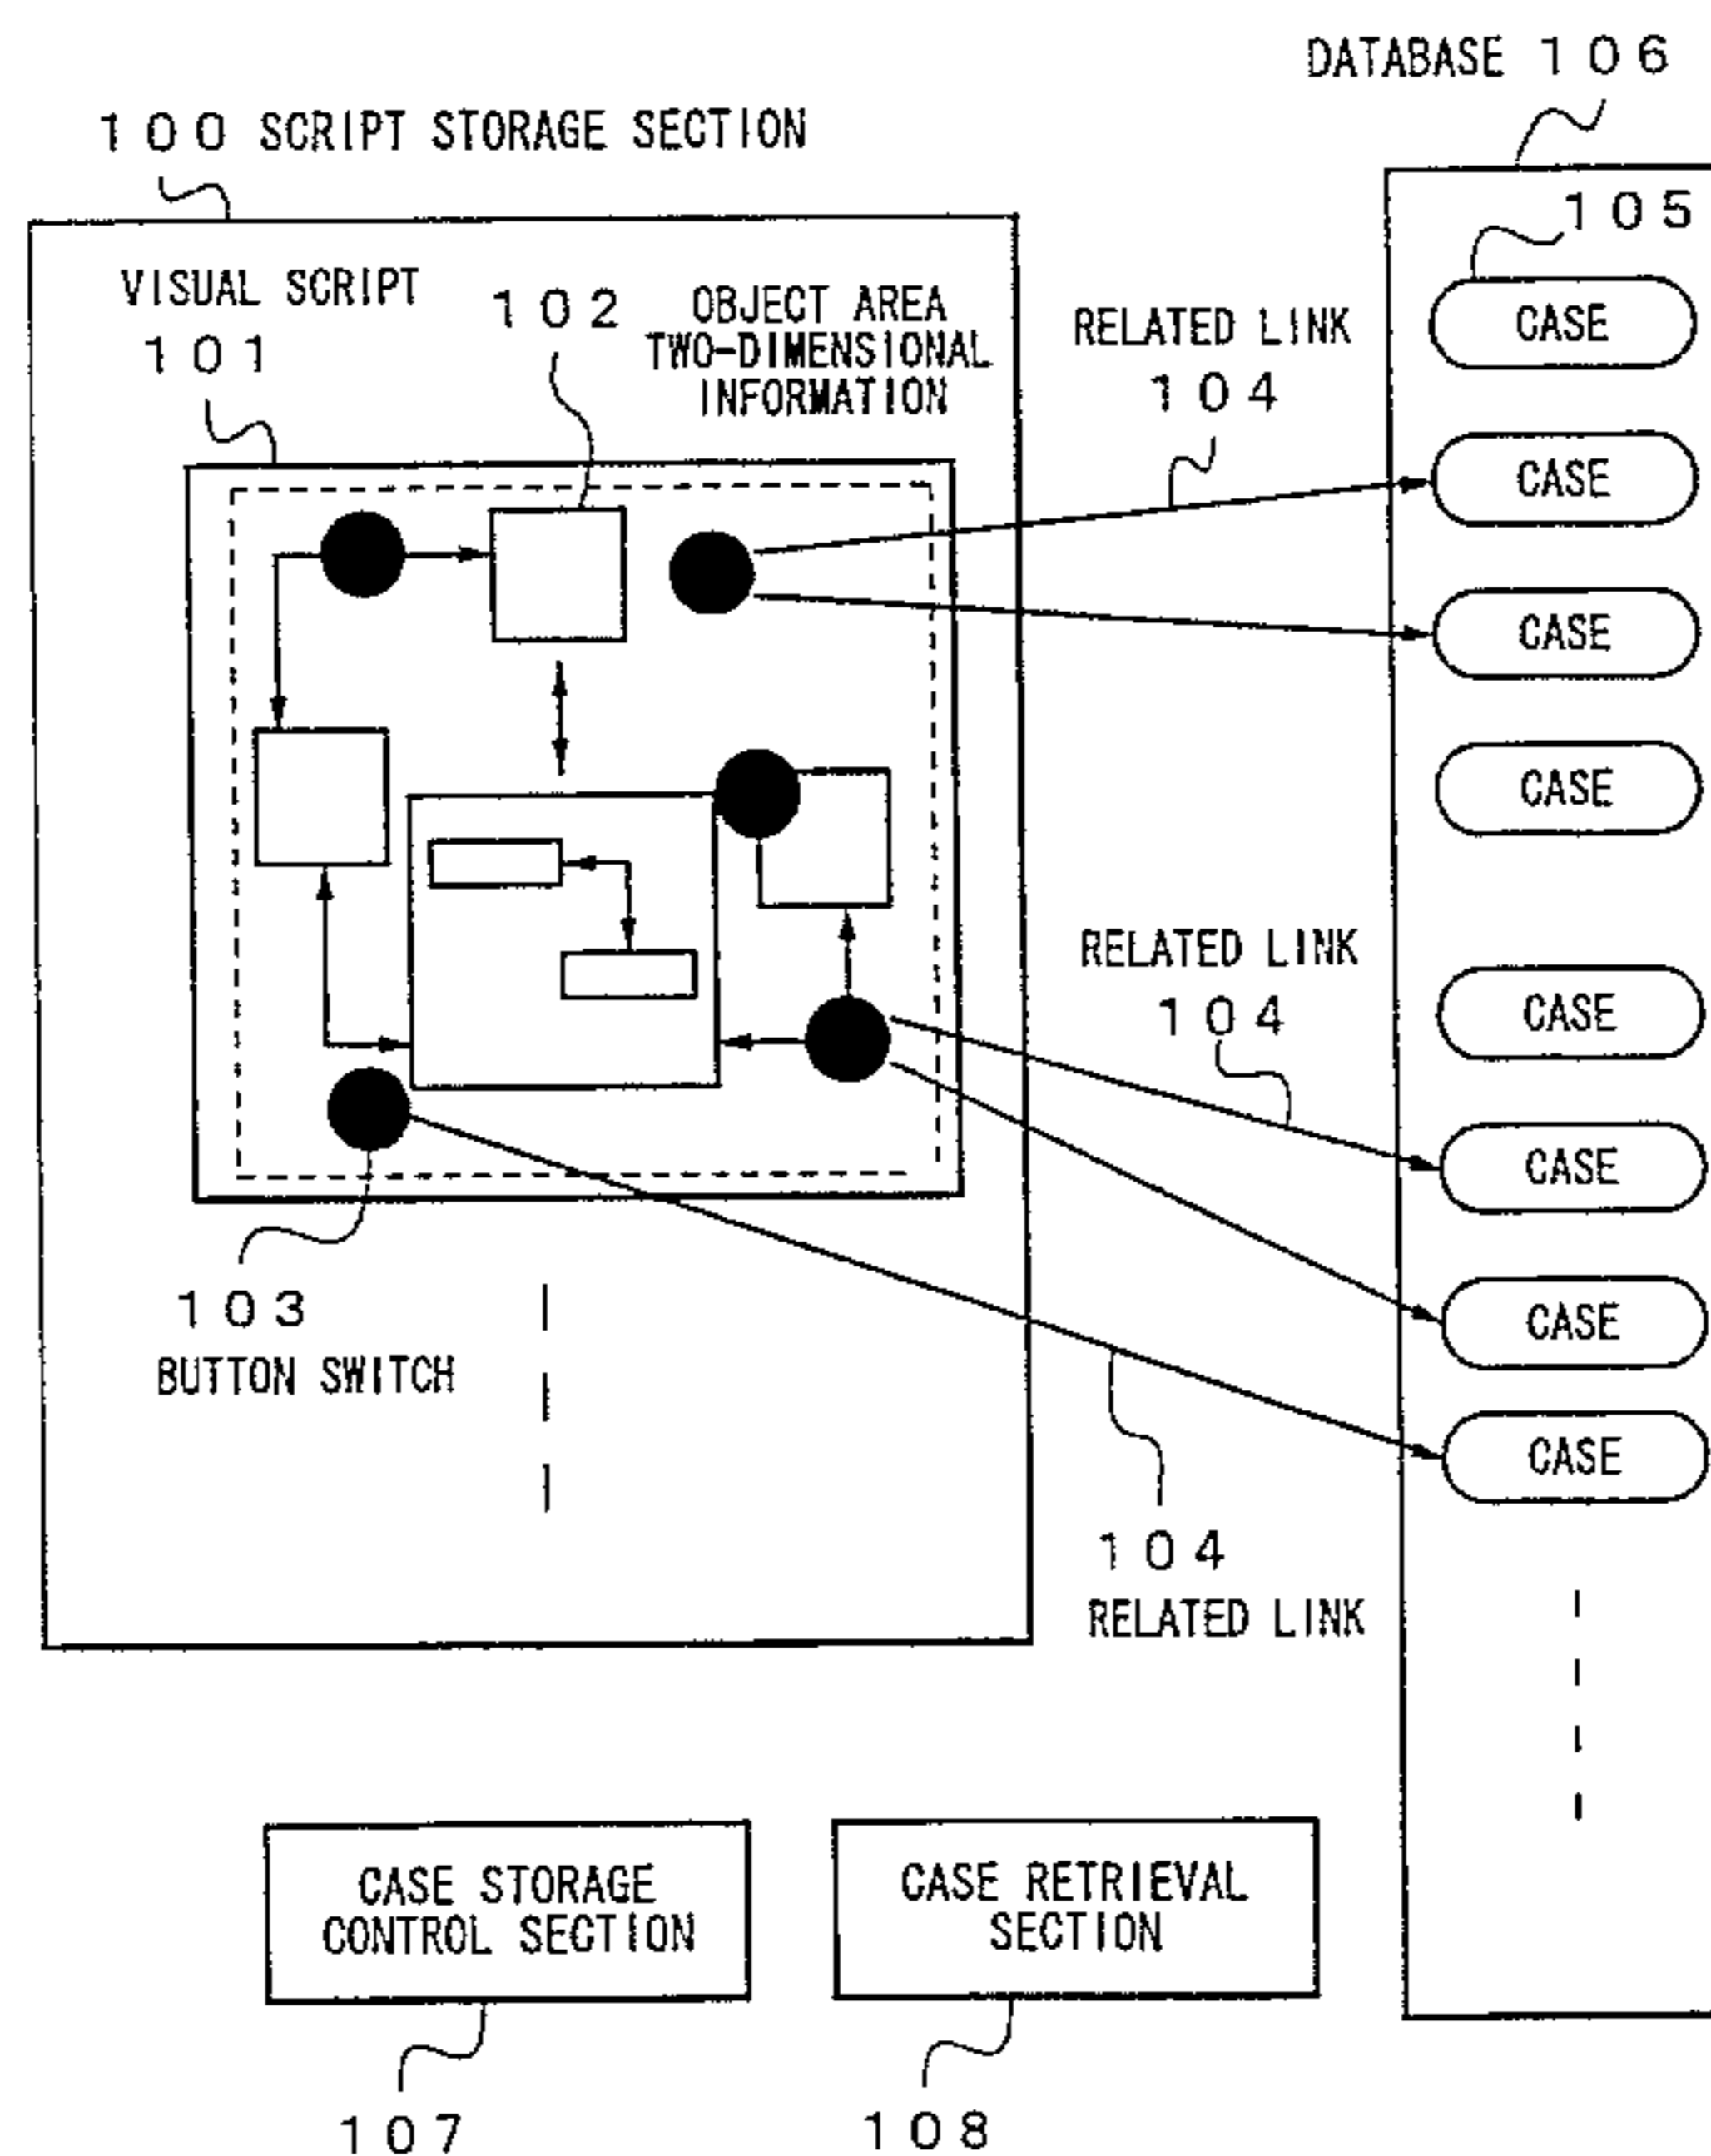 DATABASE 106
100 SCRIPT STORAGE SECTION
105
VISUAL SCRIPT
101
102
OBJECT AREA
TWO-DIMENSIONAL
INFORMATION
RELATED LINK
104
CASE
CASE
CASE
CASE
RELATED LINK
104
CASE
CASE
CASE
CASE
103
BUTTON SWITCH
104
RELATED LINK
CASE STORAGE
CONTROL SECTION
CASE RETRIEVAL
SECTION
107
108